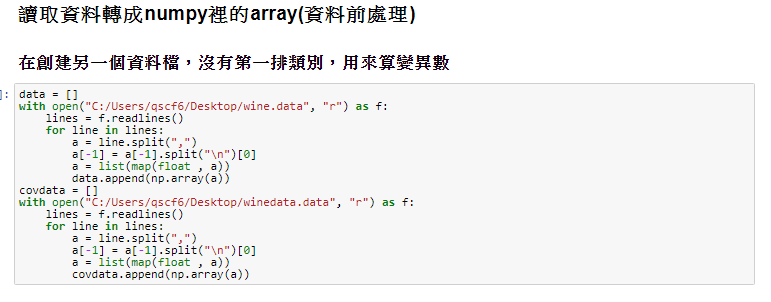 讀取資料轉成numpy裡的array(資料前處理)
在創建另一個資料檔，沒有第一排類別，用來算變異數
]: data = []
with open("C:/Users/qscf6/Desktop/wine.data", "r") as f:
    lines = f.readlines()
    for line in lines:
        a = line.split(",")
        a[-1] = a[-1].split("\n")[0]
        a = list(map(float , a))
        data.append(np.array(a))
covdata = []
with open("C:/Users/qscf6/Desktop/winedata.data", "r") as f:
    lines = f.readlines()
    for line in lines:
        a = line.split(",")
        a[-1] = a[-1].split("\n")[0]
        a = list(map(float , a))
        covdata.append(np.array(a))